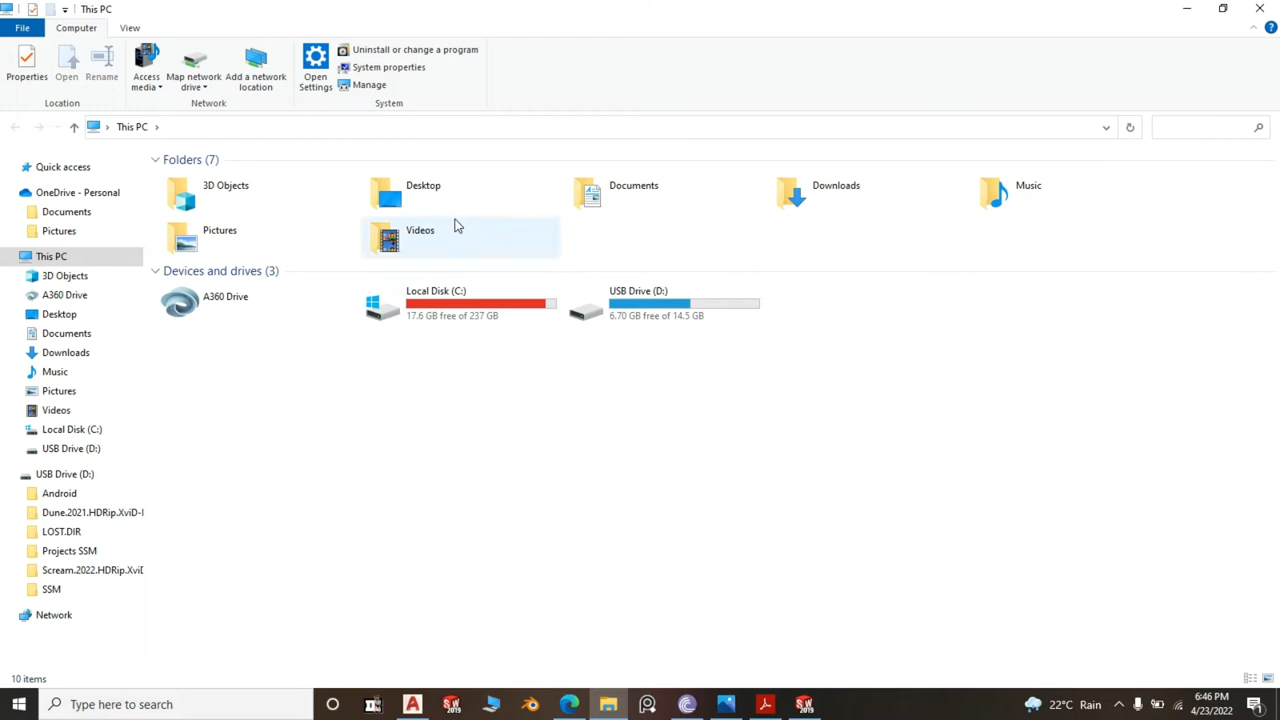 This PC
File
Computer
View
Properties
Open
Rename
Access media
Map network drive
Add a network location
Open Settings
Uninstall or change a program
System properties
Manage
Location
Network
System
This PC
Quick access
OneDrive - Personal
Documents
Pictures
This PC
3D Objects
A360 Drive
Desktop
Documents
Downloads
Music
Pictures
Videos
Local Disk (C:)
USB Drive (D:)
USB Drive (D:)
Android
Dune.2021.HDRip.XviD-
LOST.DIR
Projects SSM
Scream.2022.HDRip.Xvi
SSM
Network
Folders (7)
3D Objects
Desktop
Documents
Downloads
Music
Pictures
Videos
Devices and drives (3)
A360 Drive
Local Disk (C:)
17.6 GB free of 237 GB
USB Drive (D:)
6.70 GB free of 14.5 GB
10 items
Type here to search
A
SW 2019
SW 2019
22°C Rain
6:46 PM
4/23/2022
1